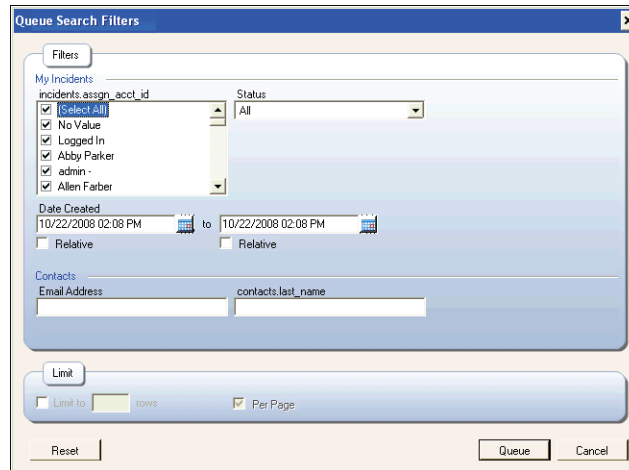 Queue Search Filters
Filters
My Incidents
incidents.assgn_acct_id
Status
(Select All)
All
No Value
Logged In
Abby Parker
admin -
Allen Farber
Date Created
10/22/2008 02:08 PM to 10/22/2008 02:08 PM
Relative Relative
Contacts
Email Address contacts.last_name
Limit
Limit to rows Per Page
Reset Queue Cancel